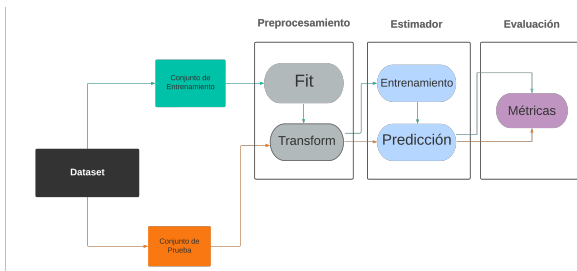 Preprocesamiento
Estimador
Evaluación
Conjunto de
Entrenamiento
Fit
Entrenamiento
Métricas
Transform
Predicción
Dataset
Conjunto de
Prueba